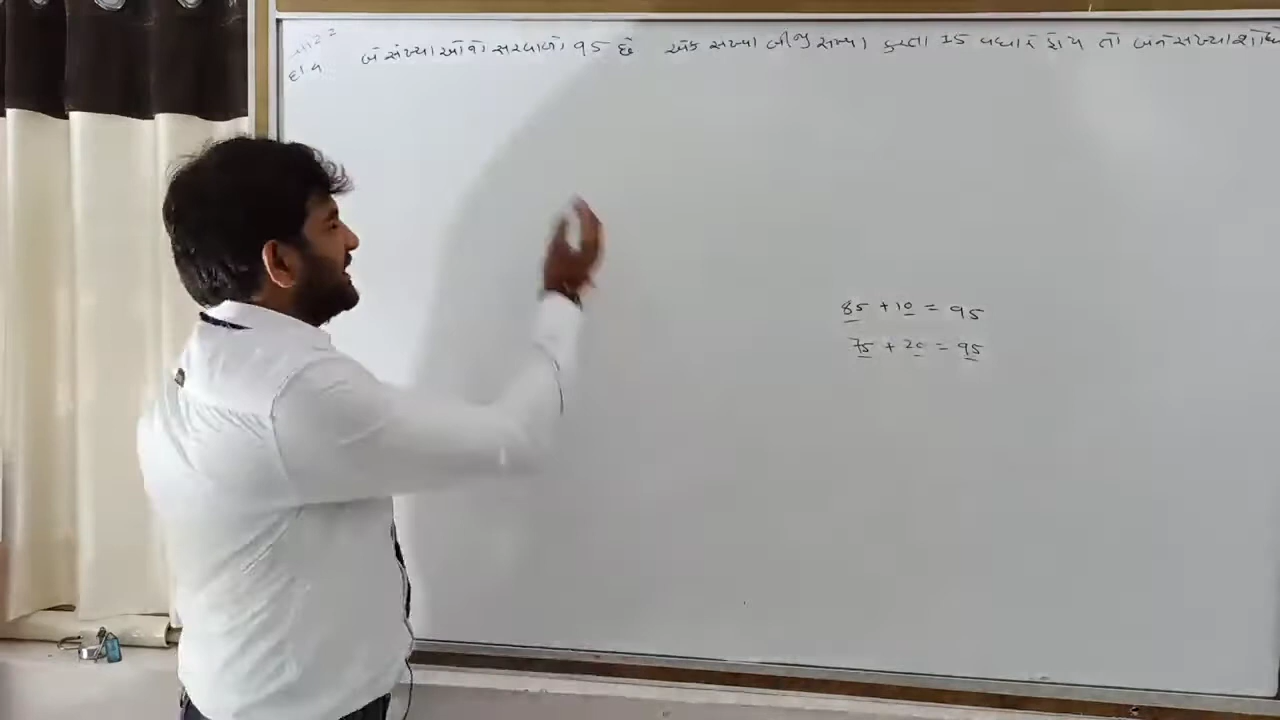 બે સંખ્યાઓનો સરવાળો 95 છે એક સંખ્યા બીજી સંખ્યા કરતા 15 વધારે હોય તો બંને સંખ્યા શોધો
85 + 10 = 95
75 + 20 = 95